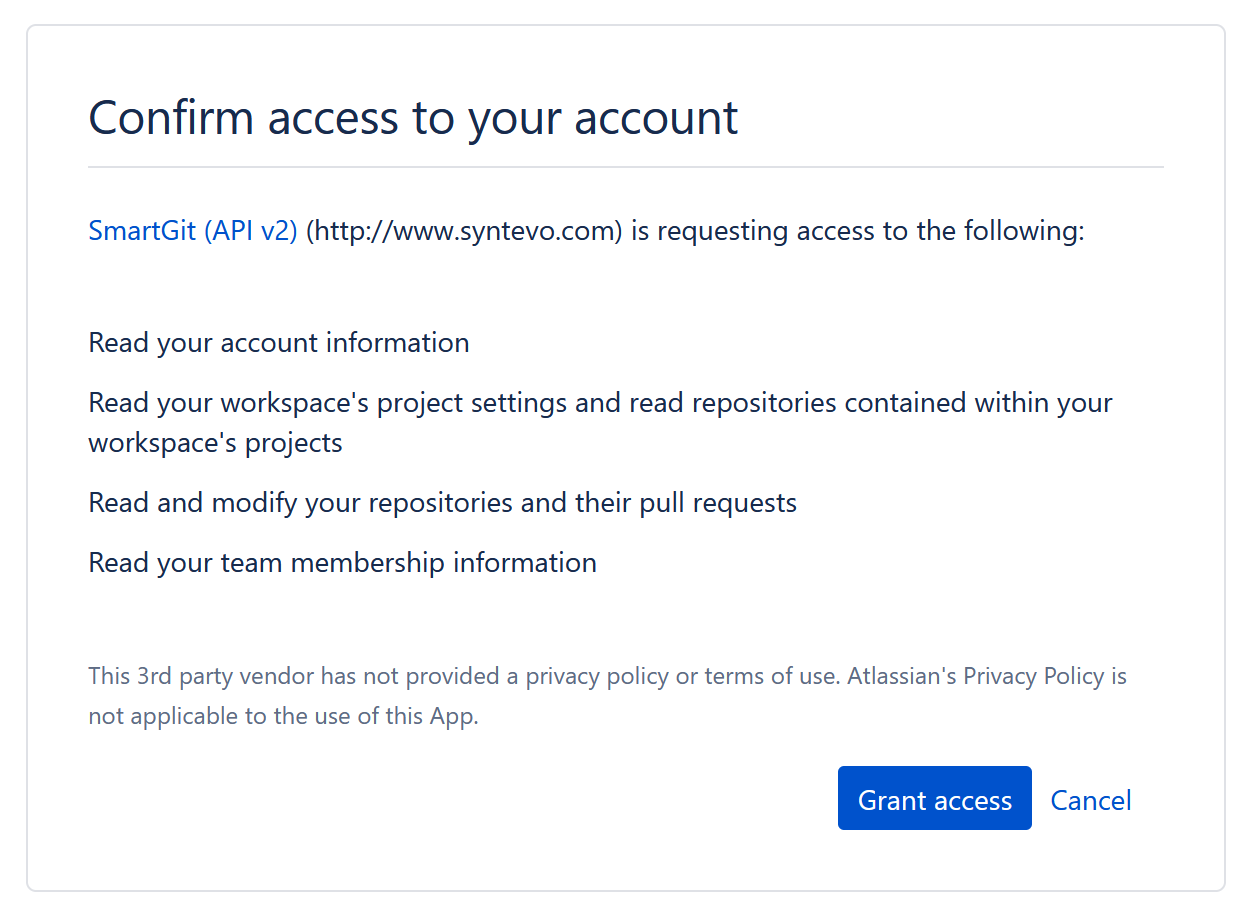 Confirm access to your account
SmartGit (API v2) (http://www.syntevo.com) is requesting access to the following:
Read your account information
Read your workspace's project settings and read repositories contained within your
workspace's projects
Read and modify your repositories and their pull requests
Read your team membership information
This 3rd party vendor has not provided a privacy policy or terms of use. Atlassian's Privacy Policy is
not applicable to the use of this App.
Grant access Cancel